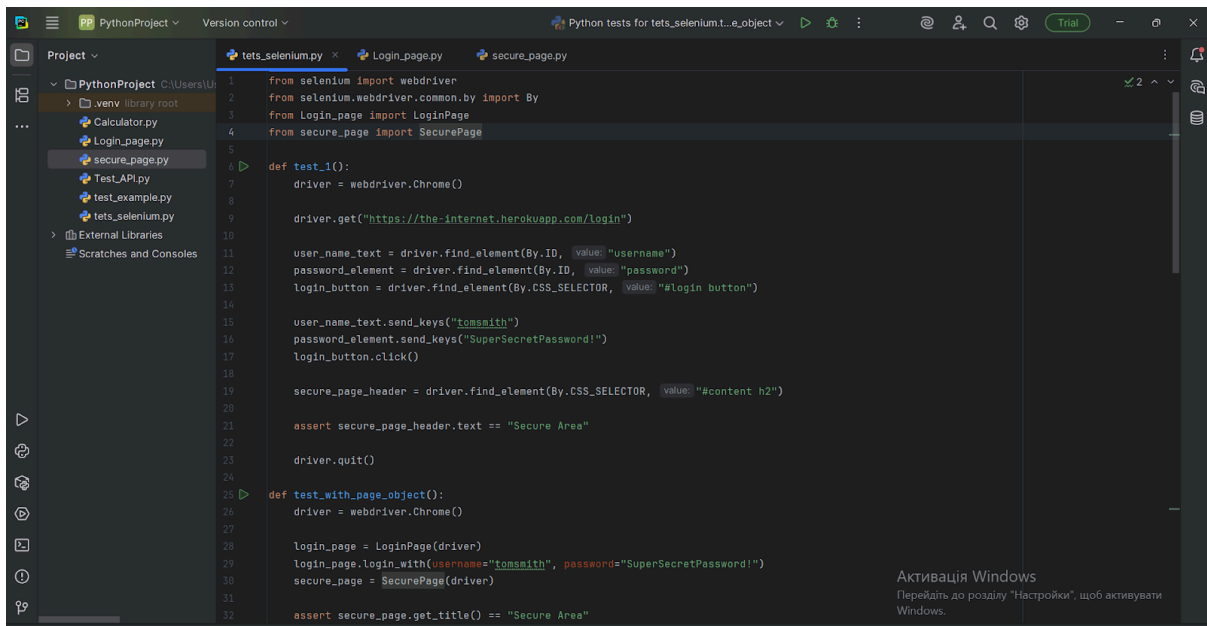 PP PythonProject Version control Python tests for tets_selenium.t...e_object Trial
Project
tets_selenium.py Login_page.py secure_page.py
PythonProject C:\Users\U
.venv library root
Calculator.py
Login_page.py
secure_page.py
Test_API.py
test_example.py
tets_selenium.py
External Libraries
Scratches and Consoles
2
1 from selenium import webdriver
2 from selenium.webdriver.common.by import By
3 from Login_page import LoginPage
4 from secure_page import SecurePage
5
6 def test_1():
7 driver = webdriver.Chrome()
8
9 driver.get("https://the-internet.herokuapp.com/login")
10
11 user_name_text = driver.find_element(By.ID, value: "username")
12 password_element = driver.find_element(By.ID, value: "password")
13 login_button = driver.find_element(By.CSS_SELECTOR, value: "#login button")
14
15 user_name_text.send_keys("tomsmith")
16 password_element.send_keys("SuperSecretPassword!")
17 login_button.click()
18
19 secure_page_header = driver.find_element(By.CSS_SELECTOR, value: "#content h2")
20
21 assert secure_page_header.text == "Secure Area"
22
23 driver.quit()
24
25 def test_with_page_object():
26 driver = webdriver.Chrome()
27
28 login_page = LoginPage(driver)
29 login_page.login_with(username="tomsmith", password="SuperSecretPassword!")
30 secure_page = SecurePage(driver)
31
32 assert secure_page.get_title() == "Secure Area"
Активація Windows
Перейдіть до розділу "Настройки", щоб активувати
Windows.